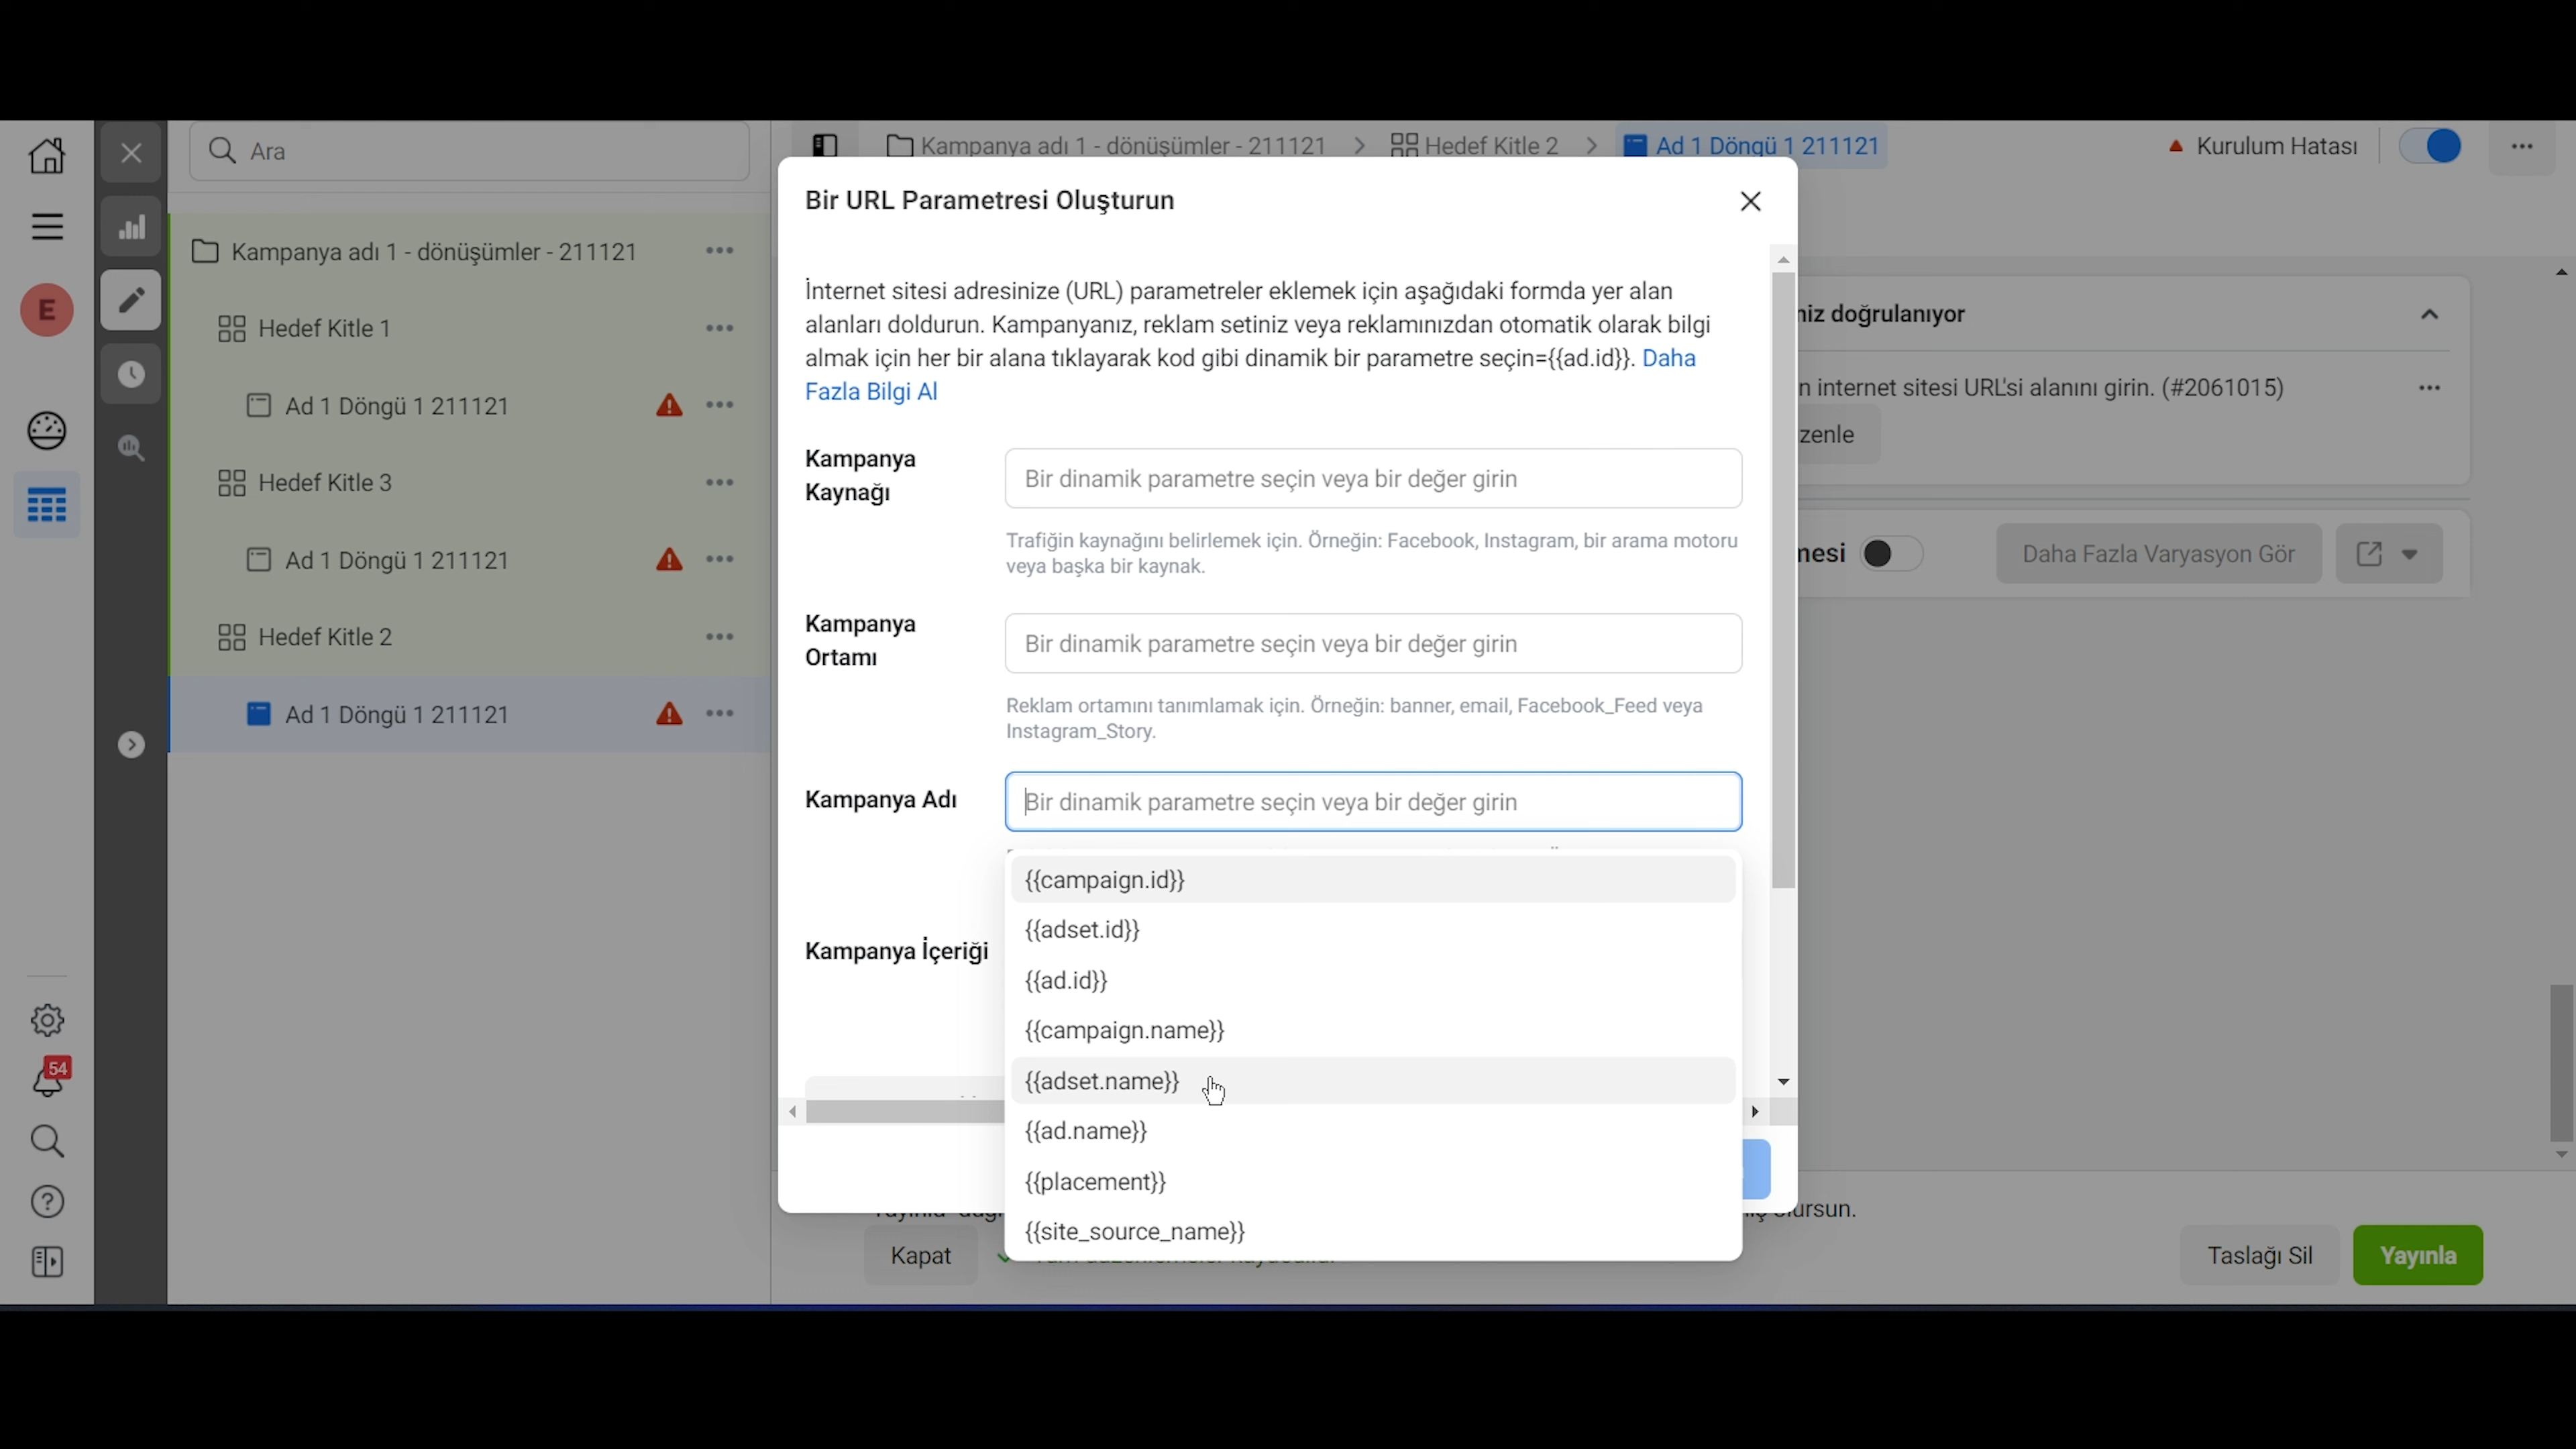 Ara
Kampanya adı 1 - dönüşümler - 211121
Hedef Kitle 2
Ad 1 Döngü 1 211121
Kurulum Hatası
E
54
Kampanya adı 1 - dönüşümler - 211121
Hedef Kitle 1
Ad 1 Döngü 1 211121
Hedef Kitle 3
Ad 1 Döngü 1 211121
Hedef Kitle 2
Ad 1 Döngü 1 211121
Bir URL Parametresi Oluşturun
İnternet sitesi adresinize (URL) parametreler eklemek için aşağıdaki formda yer alan
alanları doldurun. Kampanyanız, reklam setiniz veya reklamınızdan otomatik olarak bilgi
almak için her bir alana tıklayarak kod gibi dinamik bir parametre seçin={{ad.id}}. Daha
Fazla Bilgi Al
Kampanya
Kaynağı
Bir dinamik parametre seçin veya bir değer girin
Trafiğin kaynağını belirlemek için. Örneğin: Facebook, Instagram, bir arama motoru
veya başka bir kaynak.
Kampanya
Ortamı
Bir dinamik parametre seçin veya bir değer girin
Reklam ortamını tanımlamak için. Örneğin: banner, email, Facebook_Feed veya
Instagram_Story.
Kampanya Adı
Bir dinamik parametre seçin veya bir değer girin
{{campaign.id}}
{{adset.id}}
{{ad.id}}
{{campaign.name}}
{{adset.name}}
{{ad.name}}
{{placement}}
{{site_source_name}}
Kampanya İçeriği
niz doğrulanıyor
n internet sitesi URL'si alanını girin. (#2061015)
zenle
mesi
Daha Fazla Varyasyon Gör
Kapat
Taslağı Sil
Yayınla